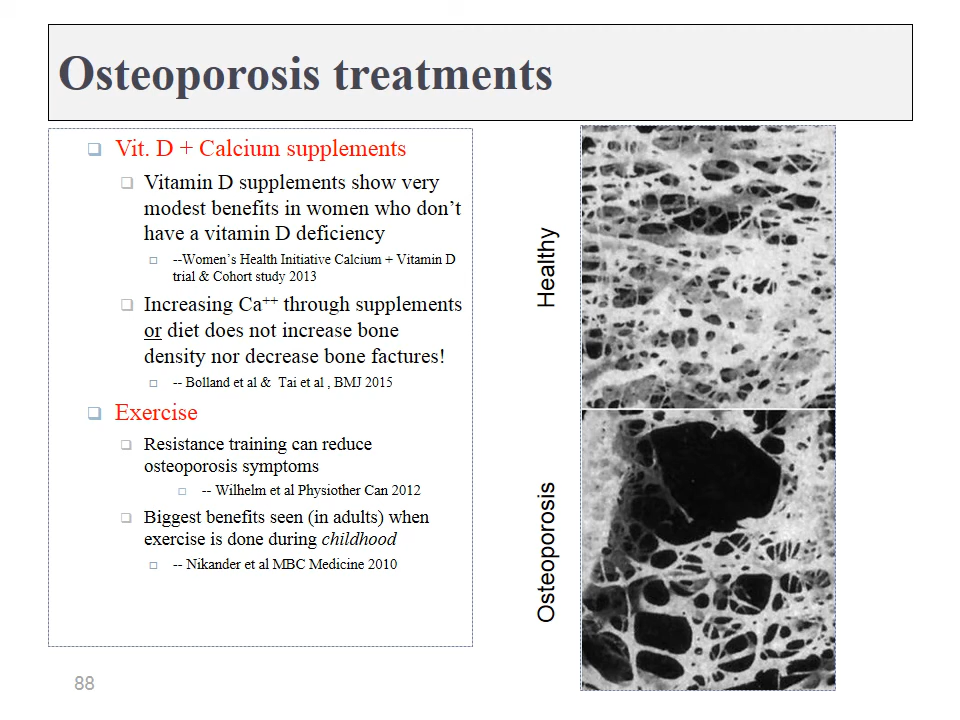 Osteoporosis treatments
Vit. D + Calcium supplements
Vitamin D supplements show very
modest benefits in women who don’t
have a vitamin D deficiency
--Women’s Health Initiative Calcium + Vitamin D
trial & Cohort study 2013
Increasing Ca⁺⁺ through supplements
or diet does not increase bone
density nor decrease bone factures!
-- Bolland et al & Tai et al , BMJ 2015
Exercise
Resistance training can reduce
osteoporosis symptoms
-- Wilhelm et al Physiother Can 2012
Biggest benefits seen (in adults) when
exercise is done during childhood
-- Nikander et al MBC Medicine 2010
Healthy
Osteoporosis
88